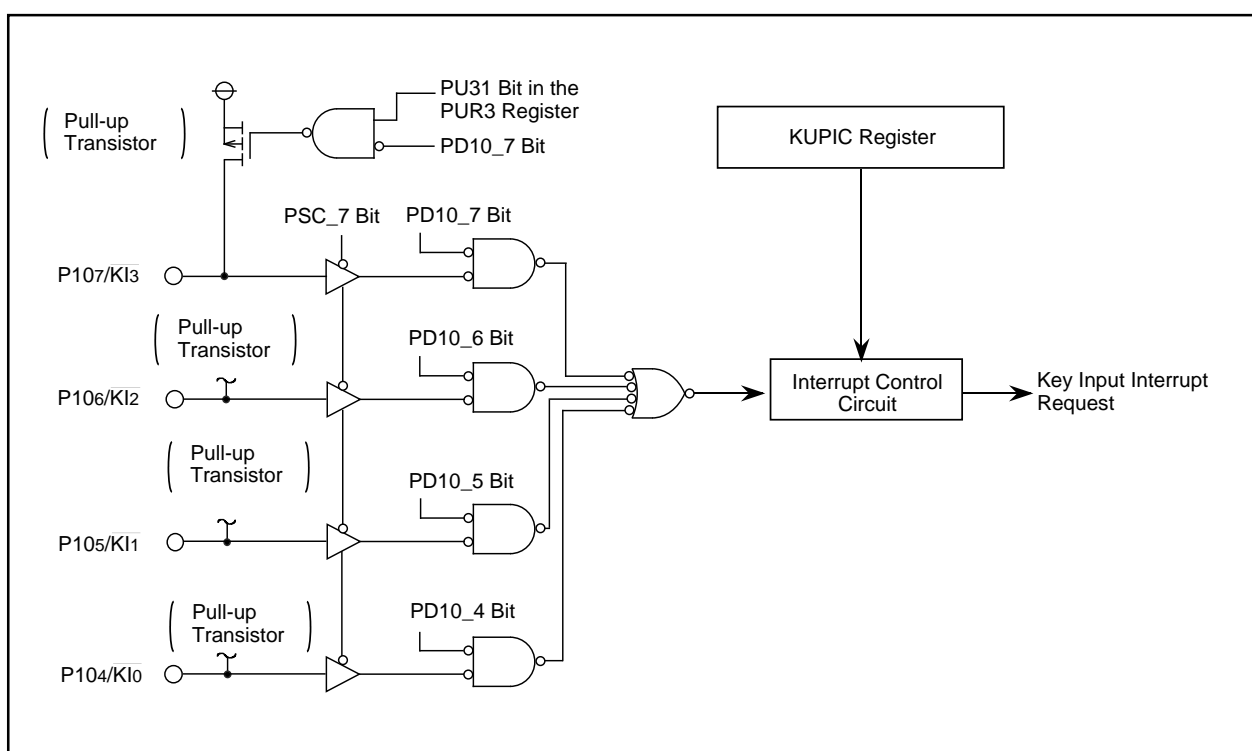 PU31 Bit in the
PUR3 Register
Pull-up
Transistor
PD10_7 Bit
KUPIC Register
PSC_7 Bit
PD10_7 Bit
P107/KI3
Pull-up
Transistor
PD10_6 Bit
P106/KI2
Interrupt Control
Circuit
Key Input Interrupt
Request
Pull-up
Transistor
PD10_5 Bit
P105/KI1
Pull-up
Transistor
PD10_4 Bit
P104/KI0